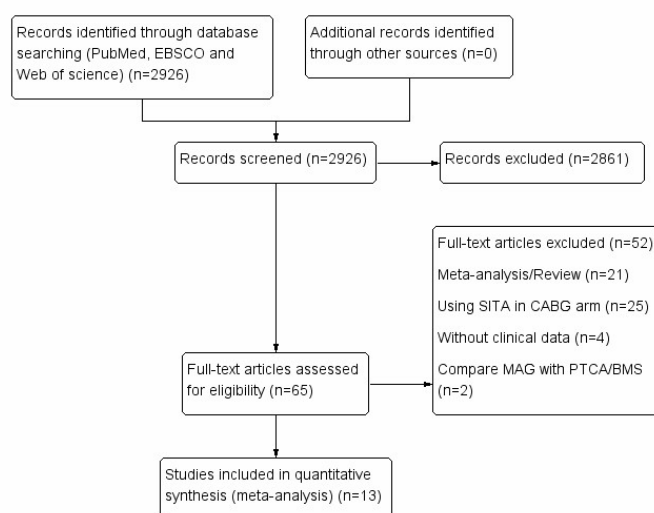 Records identified through database
searching (PubMed, EBSCO and
Web of science) (n=2926)
Additional records identified
through other sources (n=0)
Records screened (n=2926)
Records excluded (n=2861)
Full-text articles excluded (n=52)
Meta-analysis/Review (n=21)
Using SITA in CABG arm (n=25)
Without clinical data (n=4)
Compare MAG with PTCA/BMS
(n=2)
Full-text articles assessed
for eligibility (n=65)
Studies included in quantitative
synthesis (meta-analysis) (n=13)